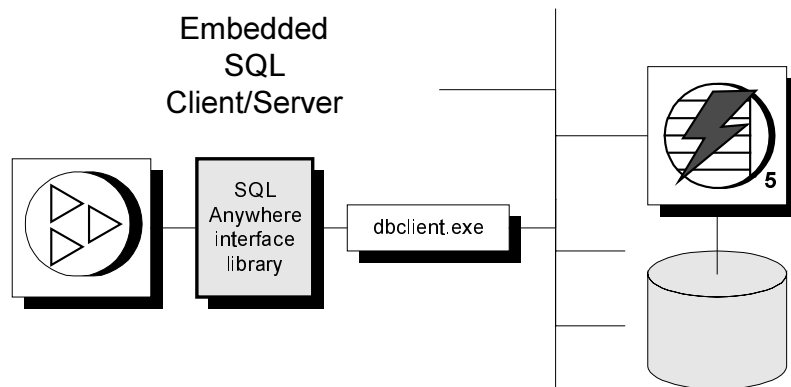 Embedded
SQL
Client/Server
SQL
Anywhere
interface
library
dbclient.exe
5